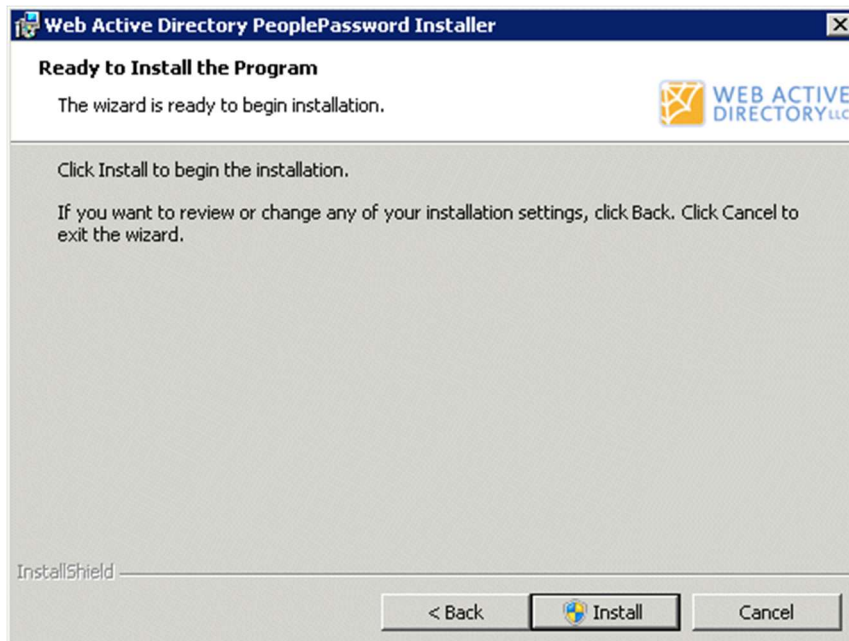 Web Active Directory PeoplePassword Installer
Ready to Install the Program
The wizard is ready to begin installation.
WEB ACTIVE
DIRECTORY LLC
Click Install to begin the installation.
If you want to review or change any of your installation settings, click Back. Click Cancel to
exit the wizard.
InstallShield
< Back
Install
Cancel